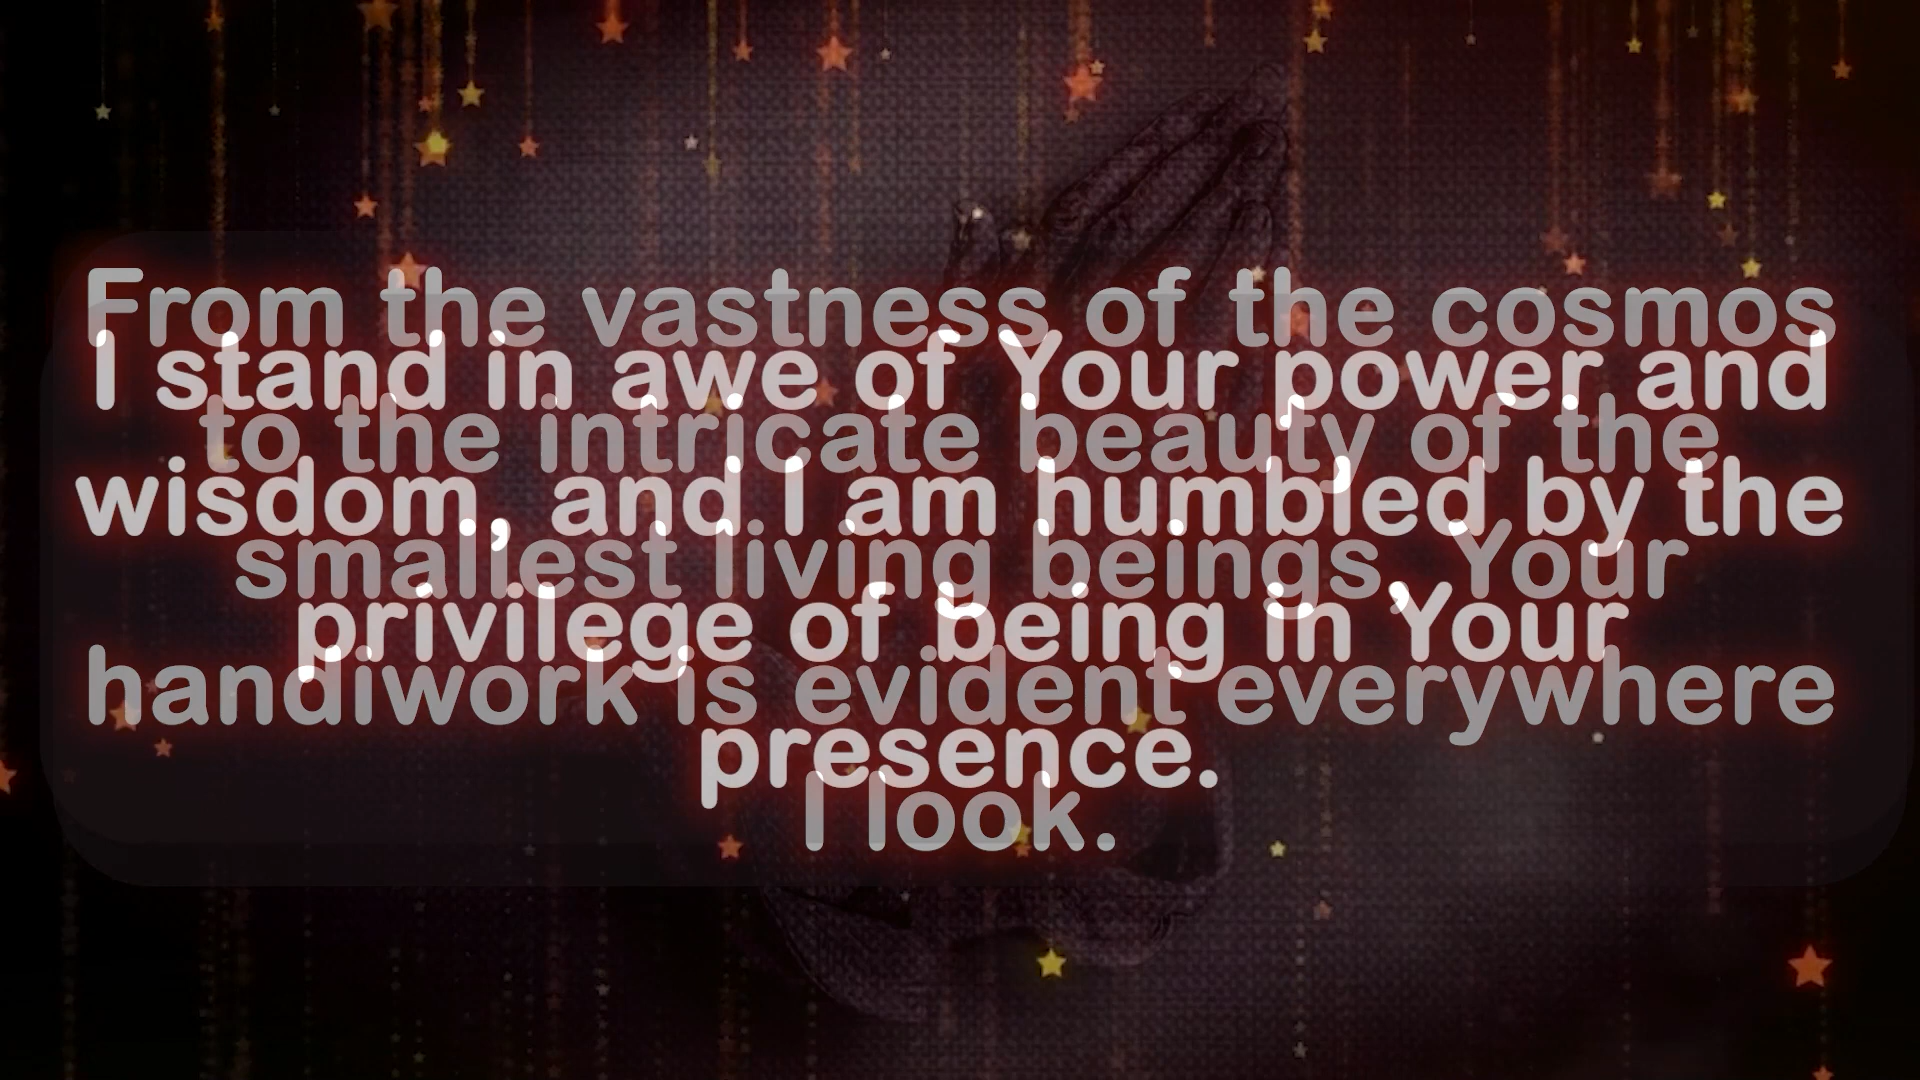 From the vastness of the cosmos
to the intricate beauty of the
smallest living beings, Your
handiwork is evident everywhere
I look.
I stand in awe of Your power and
wisdom, and I am humbled by the
privilege of being in Your
presence.